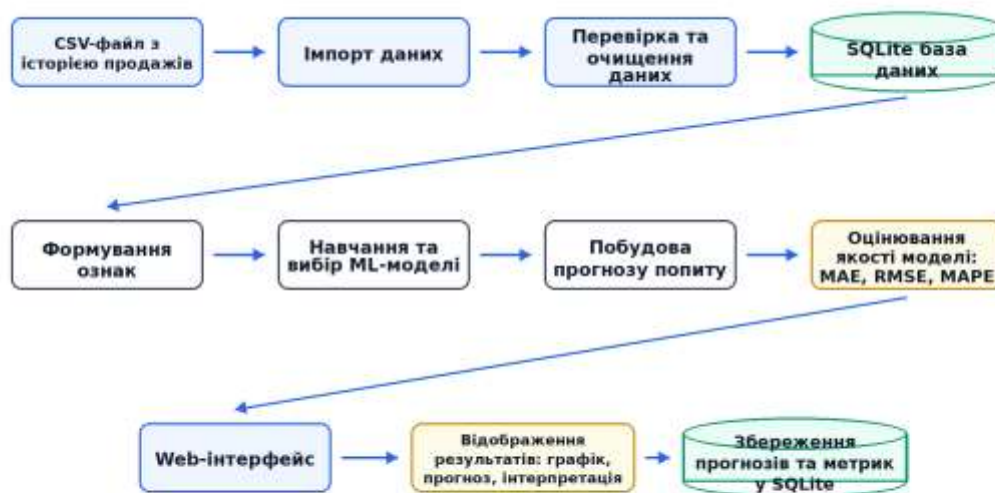 CSV-файл з
історією продажів
Імпорт даних
Перевірка та
очищення
даних
SQLite база
даних
Формування
ознак
Навчання та
вибір ML-моделі
Побудова
прогнозу попиту
Оцінювання
якості моделі:
MAE, RMSE, MAPE
Web-інтерфейс
Відображення
результатів: графік,
прогноз, інтерпретація
Збереження
прогнозів та метрик
у SQLite